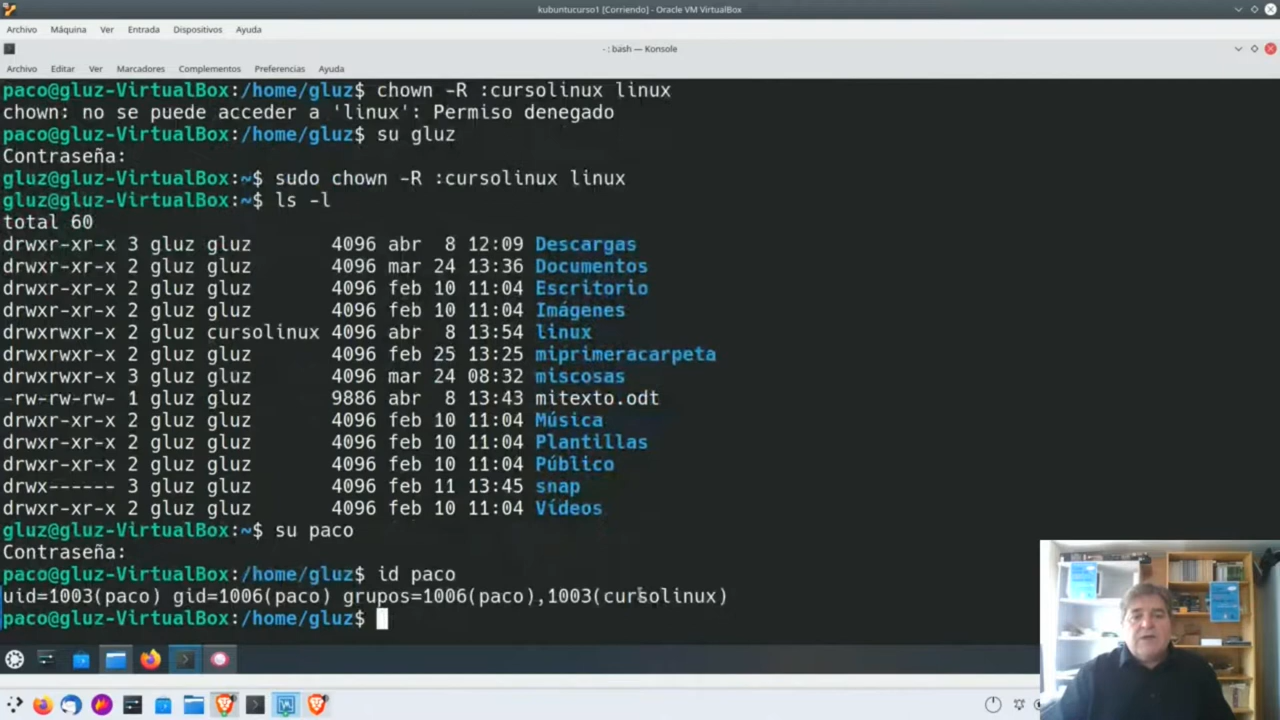 kubuntucurso1 [Corriendo] - Oracle VM VirtualBox
Archivo Máquina Ver Entrada Dispositivos Ayuda
- : bash — Konsole
Archivo Editar Ver Marcadores Complementos Preferencias Ayuda
paco@gluz-VirtualBox:/home/gluz$ chown -R :cursolinux linux
chown: no se puede acceder a 'linux': Permiso denegado
paco@gluz-VirtualBox:/home/gluz$ su gluz
Contraseña:
gluz@gluz-VirtualBox:~$ sudo chown -R :cursolinux linux
gluz@gluz-VirtualBox:~$ ls -l
total 60
drwxr-xr-x 3 gluz gluz 4096 abr 8 12:09 Descargas
drwxr-xr-x 2 gluz gluz 4096 mar 24 13:36 Documentos
drwxr-xr-x 2 gluz gluz 4096 feb 10 11:04 Escritorio
drwxr-xr-x 2 gluz gluz 4096 feb 10 11:04 Imágenes
drwxrwxr-x 2 gluz cursolinux 4096 abr 8 13:54 linux
drwxrwxr-x 2 gluz gluz 4096 feb 25 13:25 miprimeracarpeta
drwxrwxr-x 3 gluz gluz 4096 mar 24 08:32 miscosas
-rw-rw-rw- 1 gluz gluz 9886 abr 8 13:43 mitexto.odt
drwxr-xr-x 2 gluz gluz 4096 feb 10 11:04 Música
drwxr-xr-x 2 gluz gluz 4096 feb 10 11:04 Plantillas
drwxr-xr-x 2 gluz gluz 4096 feb 10 11:04 Público
drwx------ 3 gluz gluz 4096 feb 11 13:45 snap
drwxr-xr-x 2 gluz gluz 4096 feb 10 11:04 Vídeos
gluz@gluz-VirtualBox:~$ su paco
Contraseña:
paco@gluz-VirtualBox:/home/gluz$ id paco
uid=1003(paco) gid=1006(paco) grupos=1006(paco),1003(cursolinux)
paco@gluz-VirtualBox:/home/gluz$